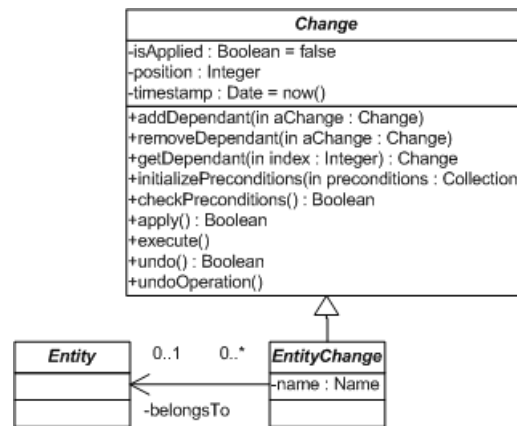 Change
-isApplied : Boolean = false
-position : Integer
-timestamp : Date = now()
+addDependant(in aChange : Change)
+removeDependant(in aChange : Change)
+getDependant(in index : Integer) : Change
+initializePreconditions(in preconditions : Collection
+checkPreconditions() : Boolean
+apply() : Boolean
+execute()
+undo() : Boolean
+undoOperation()
Entity 0..1 0..* EntityChange
-name : Name
-belongsTo